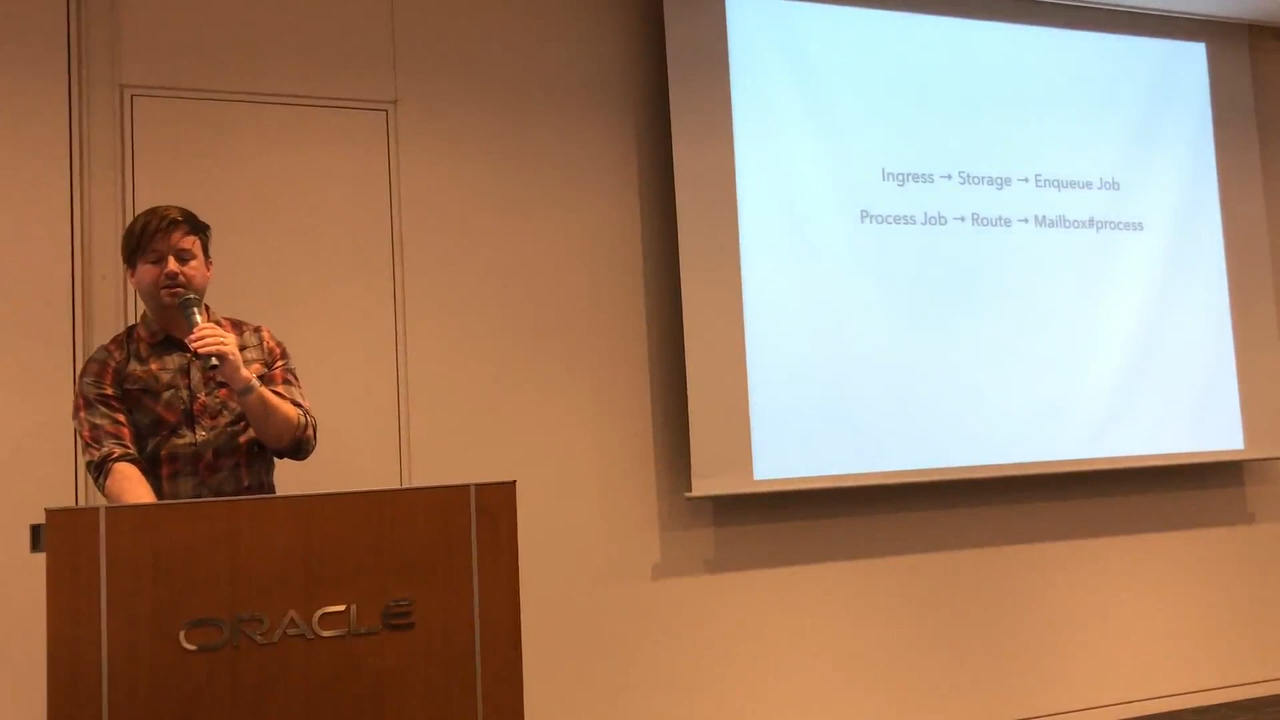 Ingress → Storage → Enqueue Job
Process Job → Route → Mailbox#process
ORACLE